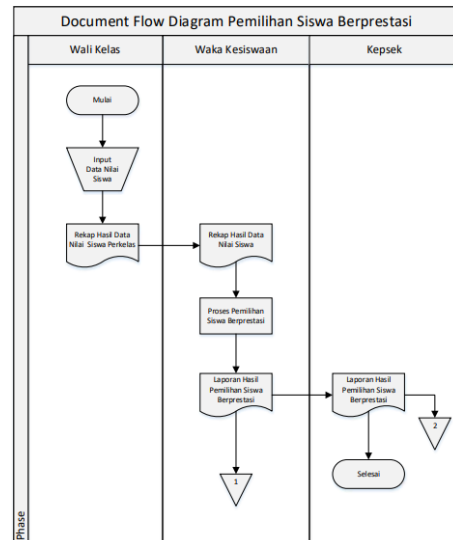 Document Flow Diagram Pemilihan Siswa Berprestasi
Wali Kelas
Waka Kesiswaan
Kepsek
Mulai
Input
Data Nilai
Siswa
Rekap Hasil Data
Nilai Siswa Perkelas
Rekap Hasil Data
Nilai Siswa
Proses Pemilihan
Siswa Berprestasi
Laporan Hasil
Pemilihan Siswa
Berprestasi
Laporan Hasil
Pemilihan Siswa
Berprestasi
2
1
Selesai
Phase